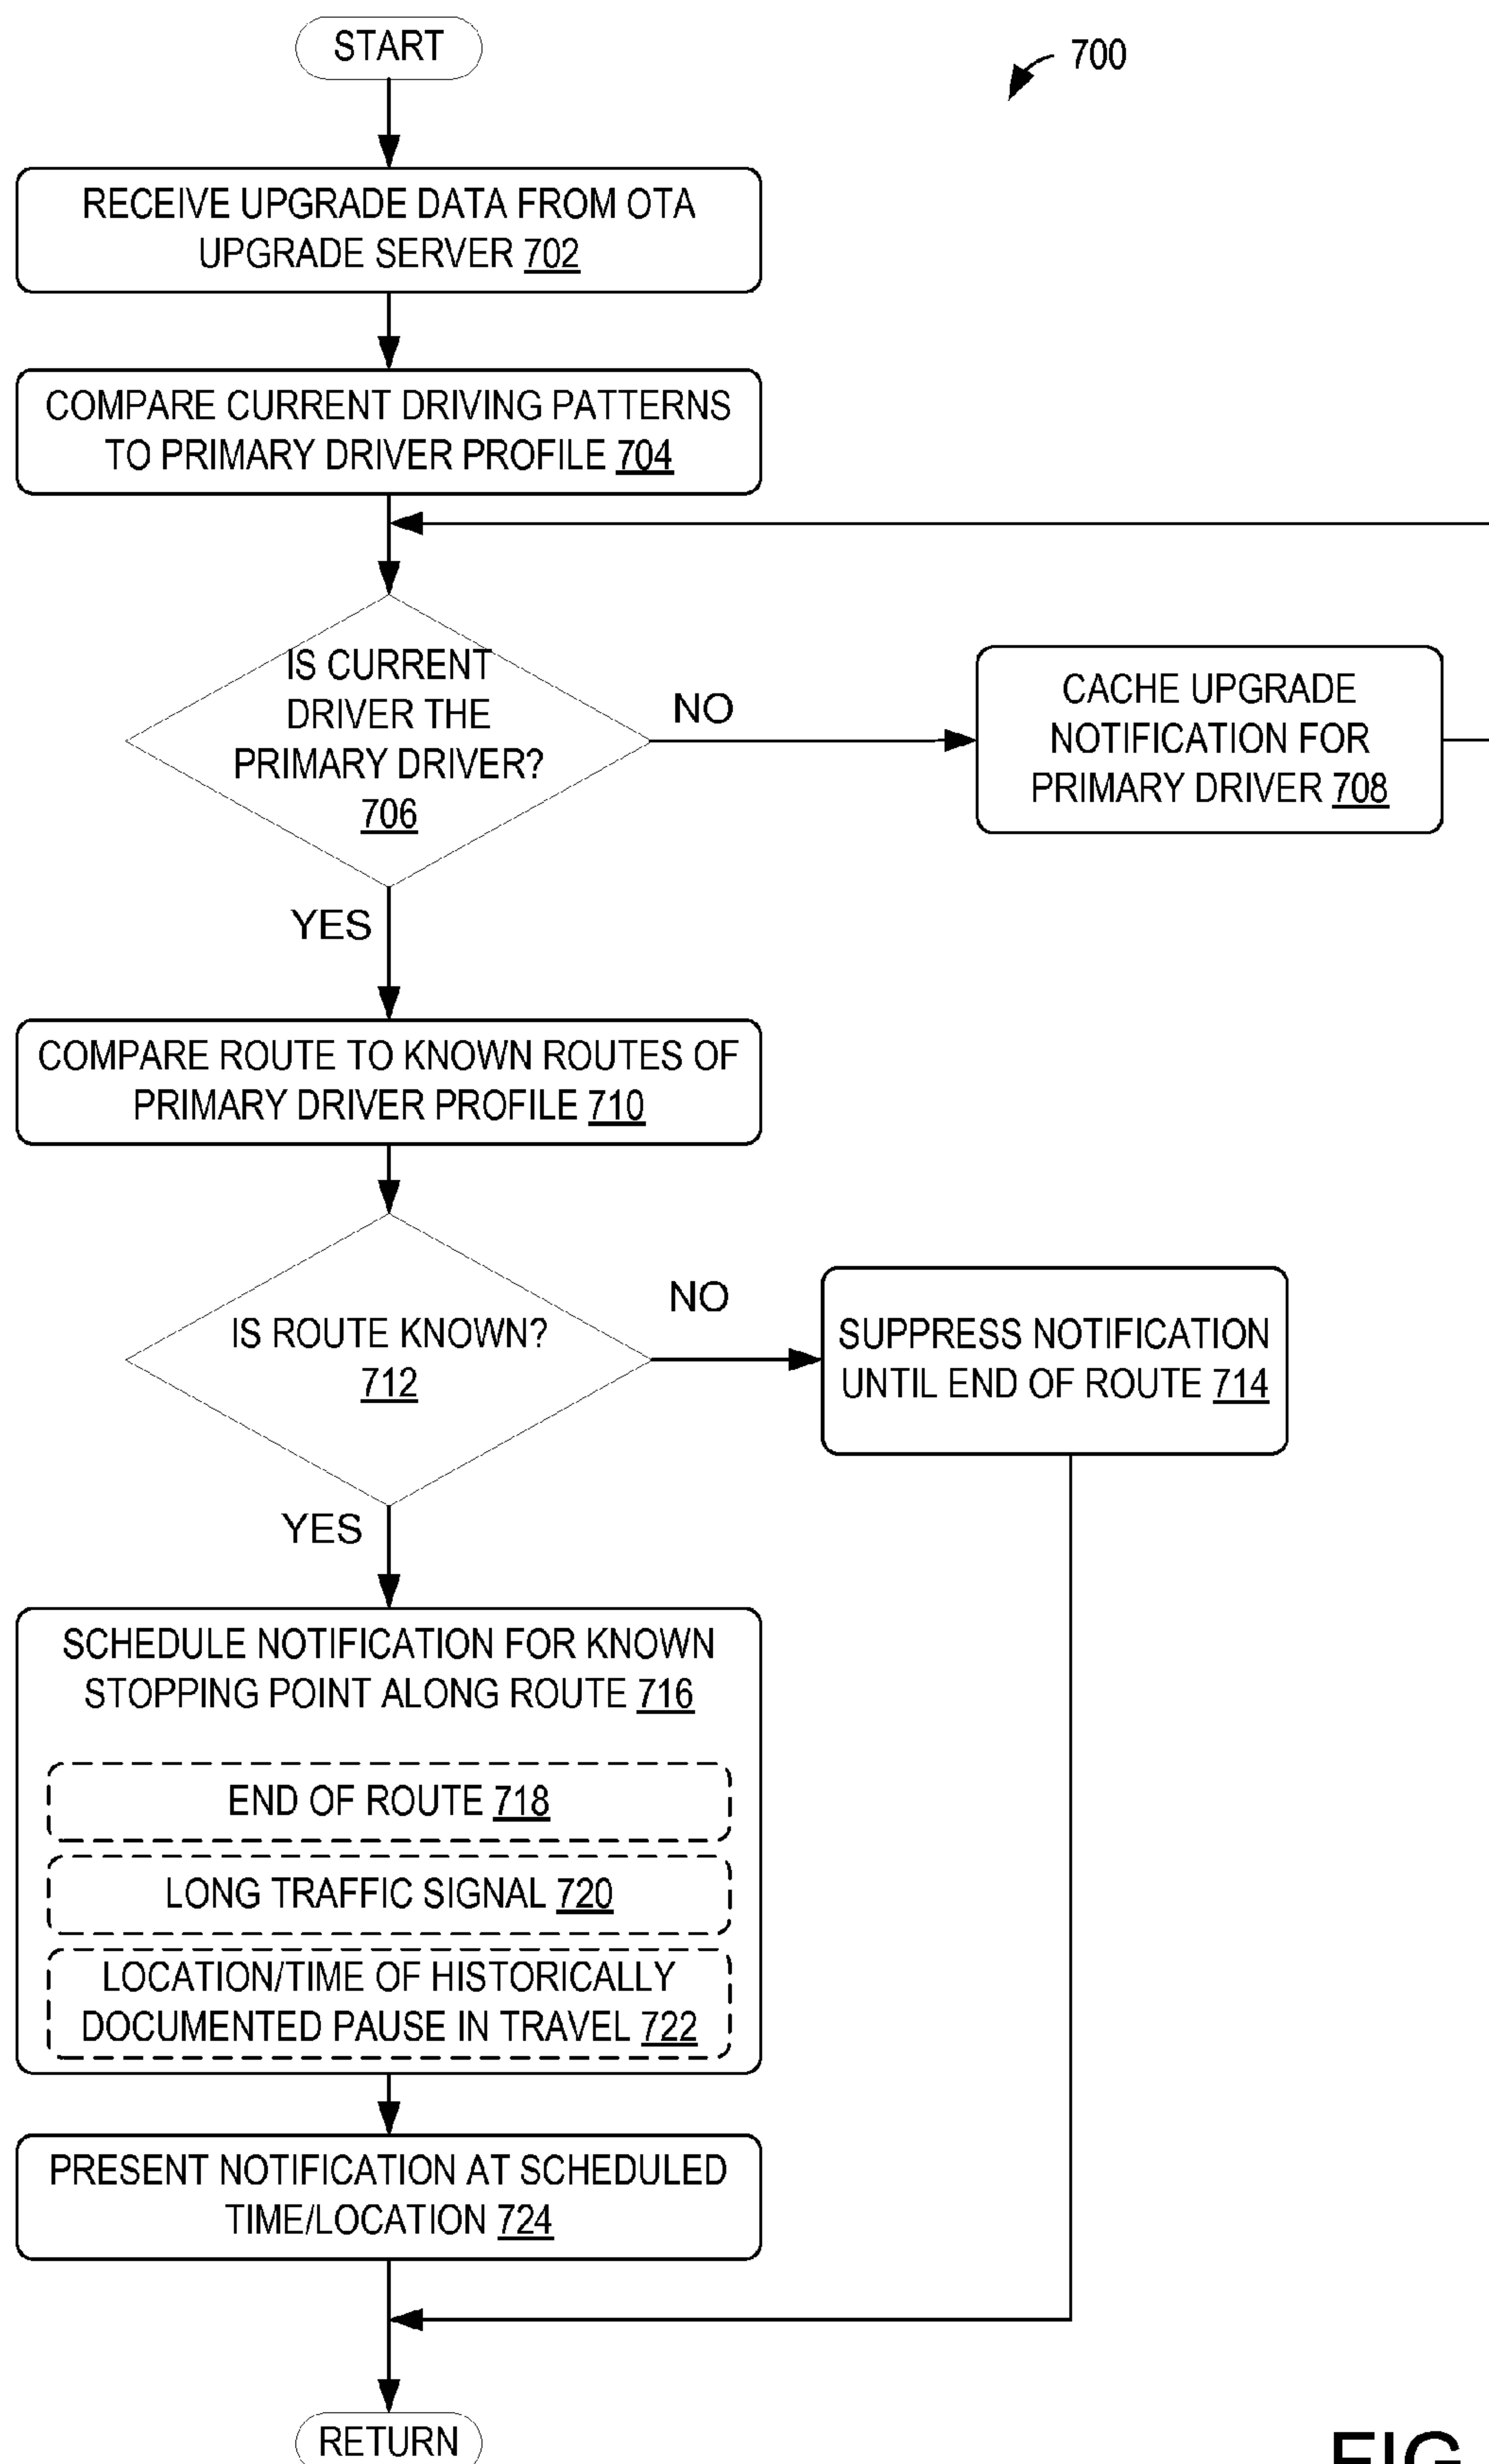 START
700
RECEIVE UPGRADE DATA FROM OTA
UPGRADE SERVER 702
COMPARE CURRENT DRIVING PATTERNS
TO PRIMARY DRIVER PROFILE 704
IS CURRENT
DRIVER THE
PRIMARY DRIVER?
706
NO
CACHE UPGRADE
NOTIFICATION FOR
PRIMARY DRIVER 708
YES
COMPARE ROUTE TO KNOWN ROUTES OF
PRIMARY DRIVER PROFILE 710
IS ROUTE KNOWN?
712
NO
SUPPRESS NOTIFICATION
UNTIL END OF ROUTE 714
YES
SCHEDULE NOTIFICATION FOR KNOWN
STOPPING POINT ALONG ROUTE 716
END OF ROUTE 718
LONG TRAFFIC SIGNAL 720
LOCATION/TIME OF HISTORICALLY
DOCUMENTED PAUSE IN TRAVEL 722
PRESENT NOTIFICATION AT SCHEDULED
TIME/LOCATION 724
RETURN
FIG